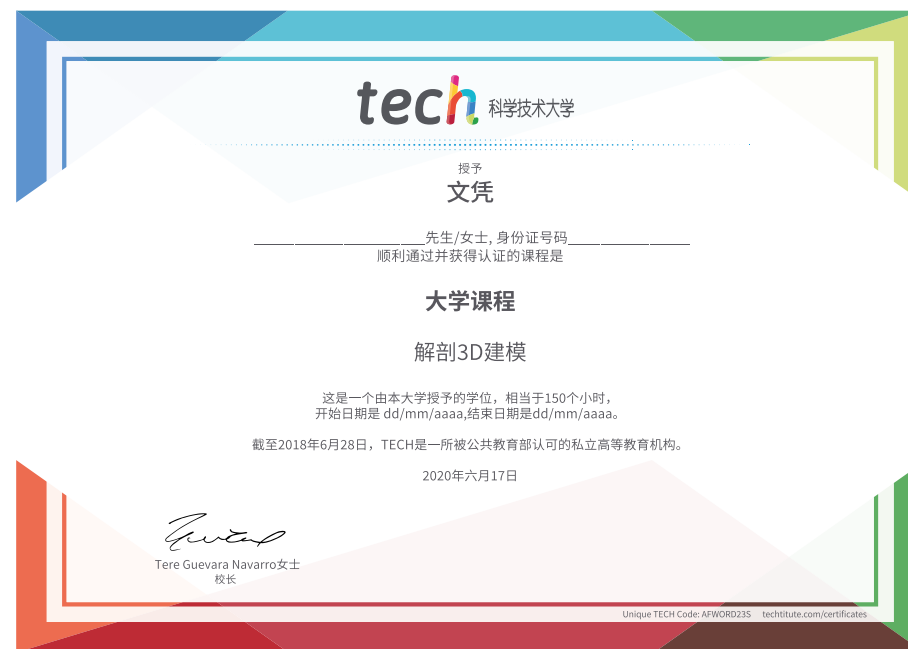 tech 科学技术大学
授予
文凭
先生/女士, 身份证号码
顺利通过并获得认证的课程是
大学课程
解剖3D建模
这是一个由本大学授予的学位，相当于150个小时，
开始日期是 dd/mm/aaaa,结束日期是dd/mm/aaaa。
截至2018年6月28日，TECH是一所被公共教育部认可的私立高等教育机构。
2020年六月17日
Tere Guevara Navarro女士
校长
Unique TECH Code: AFWORD23S techtitute.com/certificates